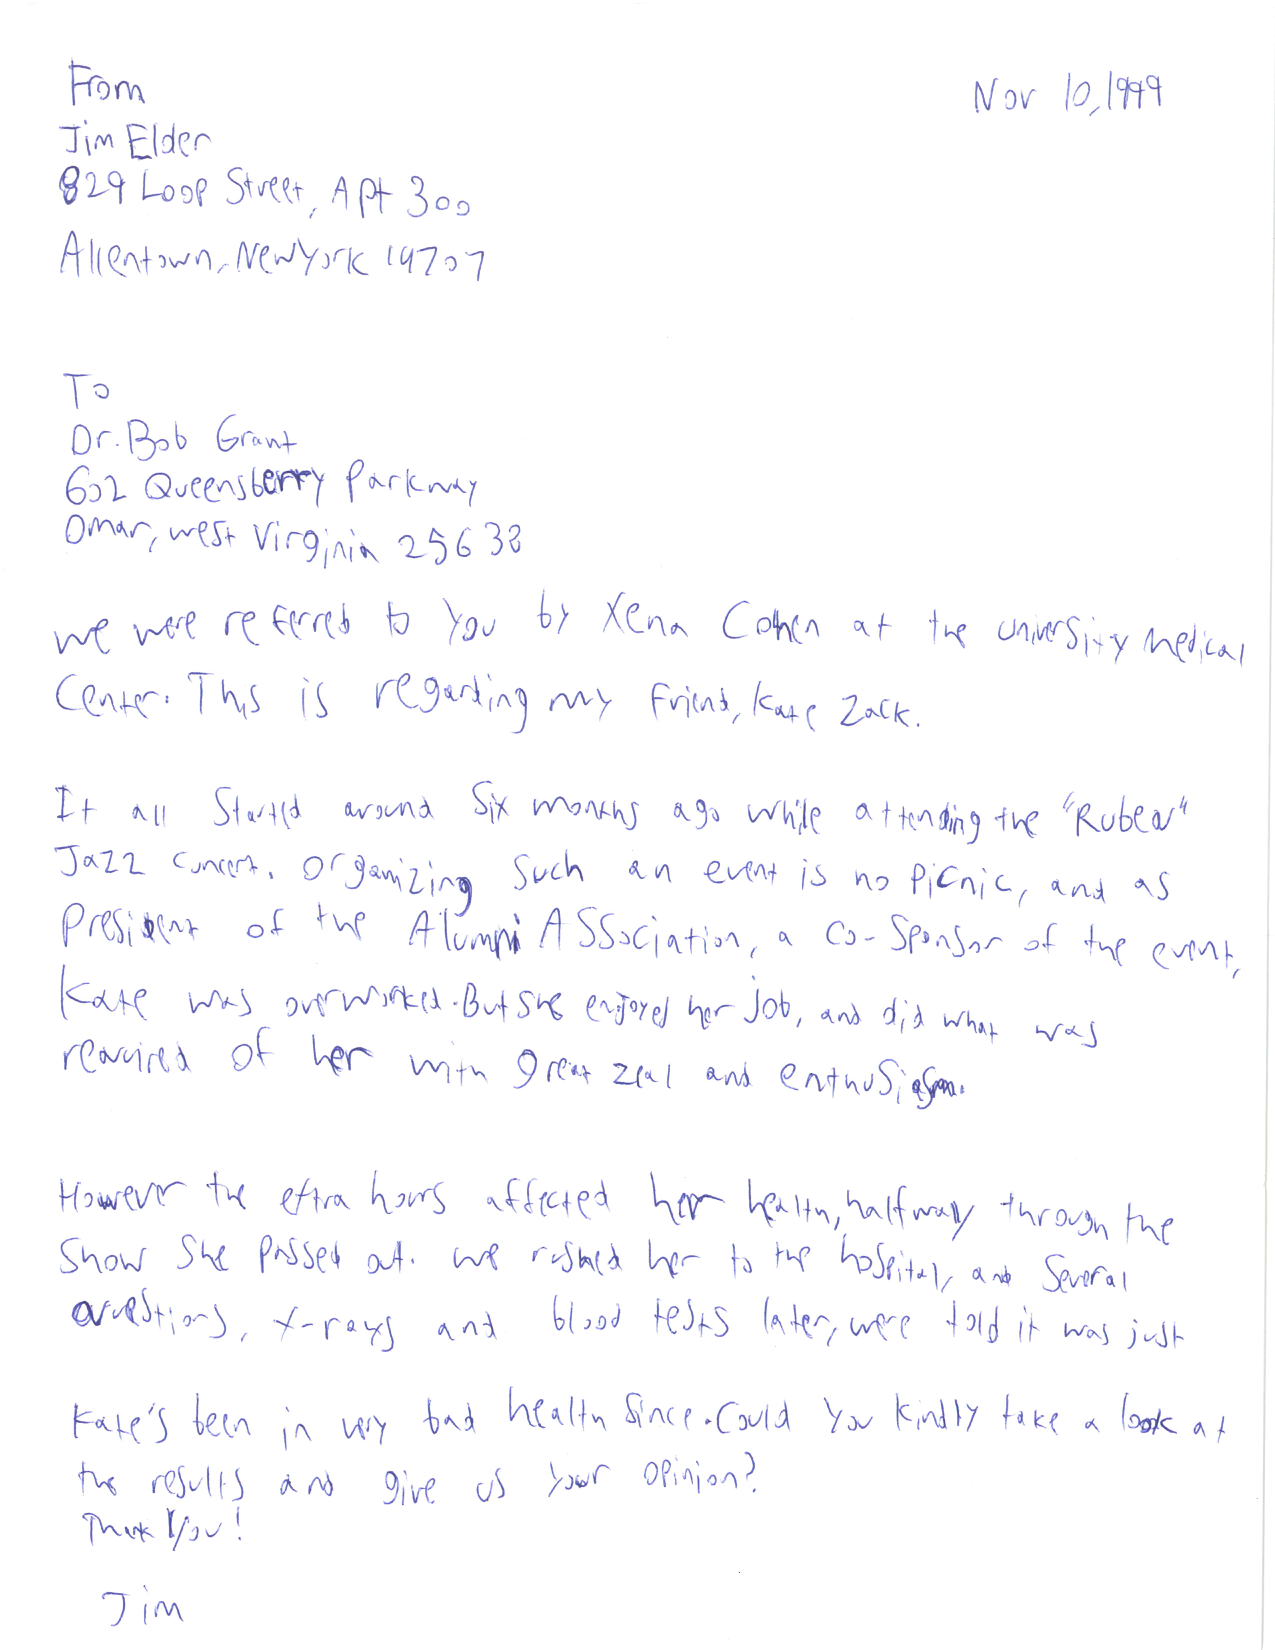 From
Nov 10, 1999
Jim Elder
829 Loop Street, Apt 300
Allentown, New York 14707
To
Dr. Bob Grant
602 Queensberry Parkway
Omar, west Virginia 25638
we were referred to you by Xena Cohen at the university medical
Center. This is regarding my friend, Kate Zack.
It all started around six months ago while attending the "Rubeq"
Jazz concert. organizing such an event is no picnic, and as
President of the Alumni Association, a co-sponsor of the event,
Kate was overworked. But she enjoyed her job, and did what was
required of her with great zeal and enthusiasm.
However the extra hours affected her health, halfway through the
show she passed out. we rushed her to the hospital, and several
questions, x-rays and blood tests later, were told it was just
Kate's been in very bad health since. Could you kindly take a look at
the results and give us your opinion?
Thank you!
Jim